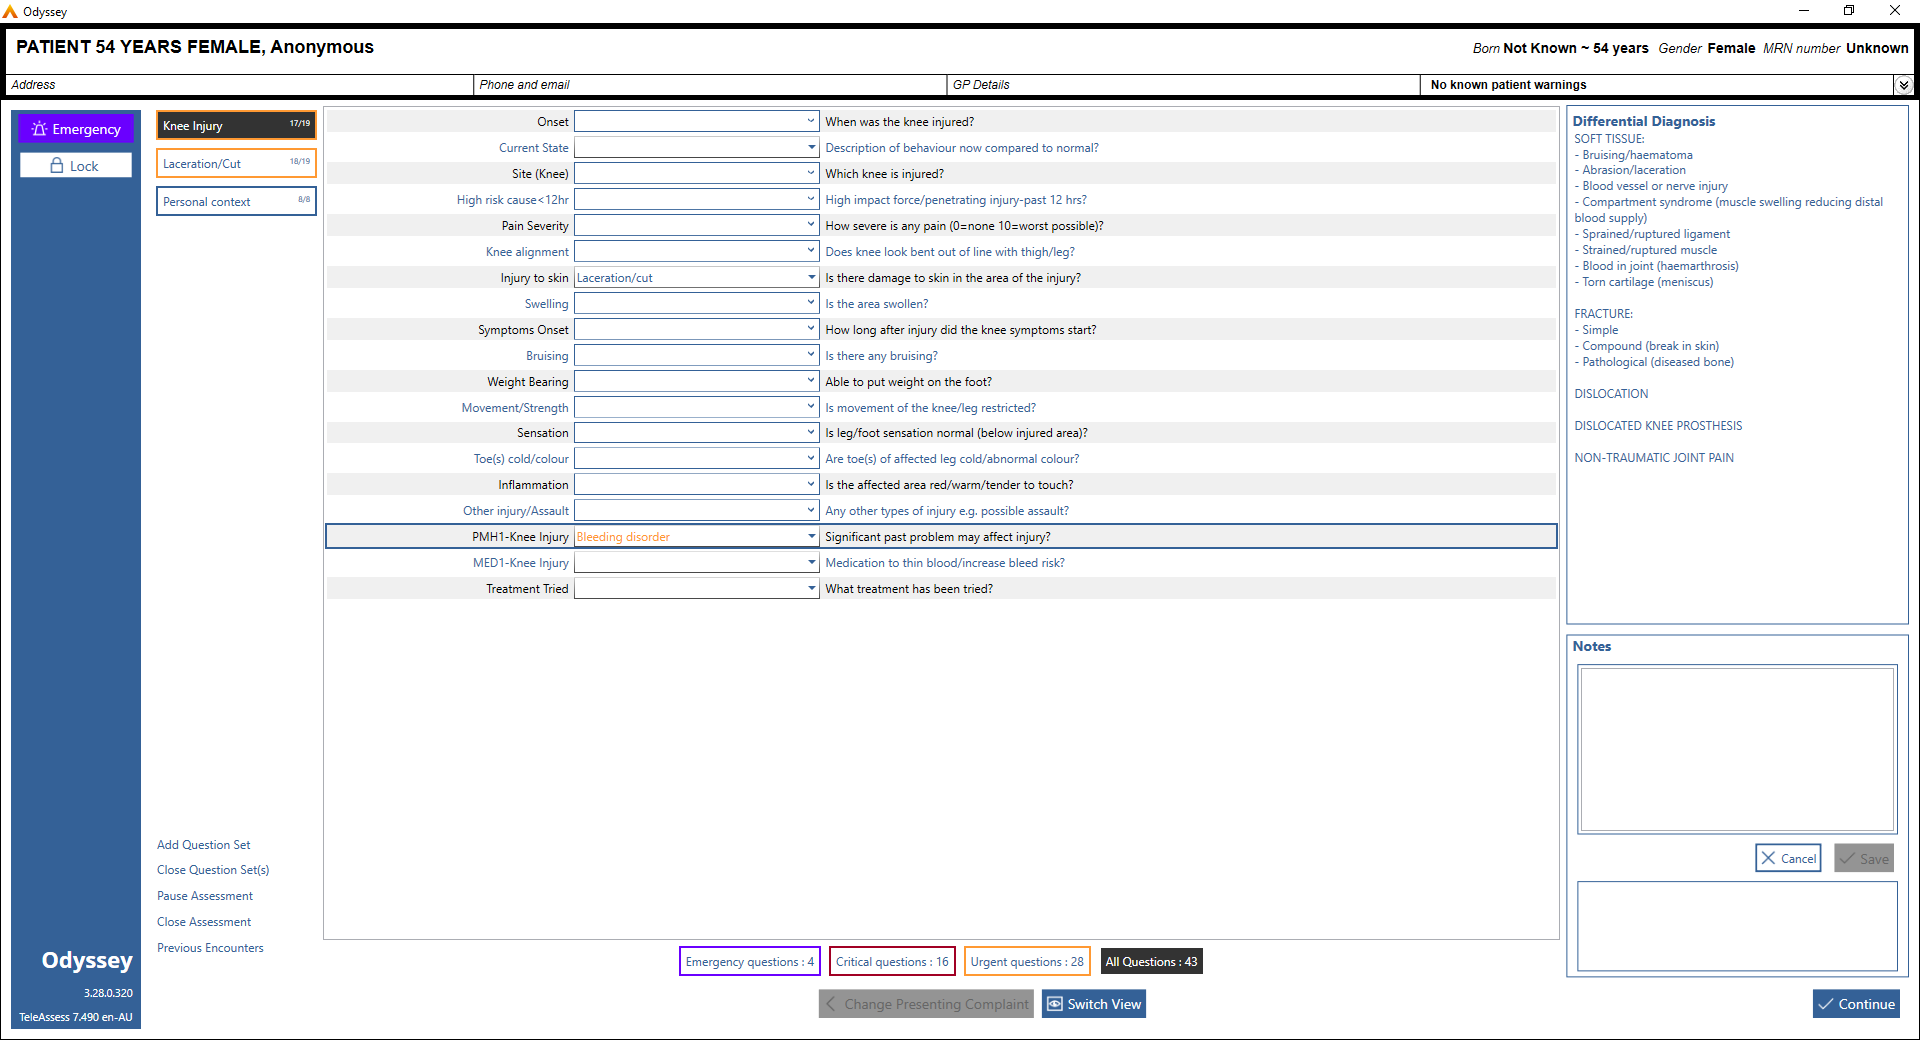 Odyssey
PATIENT 54 YEARS FEMALE, Anonymous
Born Not Known ~ 54 years Gender Female MRN number Unknown
Address
Phone and email
GP Details
No known patient warnings
Emergency
Lock
Knee Injury 17/19
Laceration/Cut 18/19
Personal context 8/8
Onset When was the knee injured?
Current State Description of behaviour now compared to normal?
Site (Knee) Which knee is injured?
High risk cause<12hr High impact force/penetrating injury-past 12 hrs?
Pain Severity How severe is any pain (0=none 10=worst possible)?
Knee alignment Does knee look bent out of line with thigh/leg?
Injury to skin Laceration/cut Is there damage to skin in the area of the injury?
Swelling Is the area swollen?
Symptoms Onset How long after injury did the knee symptoms start?
Bruising Is there any bruising?
Weight Bearing Able to put weight on the foot?
Movement/Strength Is movement of the knee/leg restricted?
Sensation Is leg/foot sensation normal (below injured area)?
Toe(s) cold/colour Are toe(s) of affected leg cold/abnormal colour?
Inflammation Is the affected area red/warm/tender to touch?
Other injury/Assault Any other types of injury e.g. possible assault?
PMH1-Knee Injury Bleeding disorder Significant past problem may affect injury?
MED1-Knee Injury Medication to thin blood/increase bleed risk?
Treatment Tried What treatment has been tried?
Differential Diagnosis
SOFT TISSUE:
- Bruising/haematoma
- Abrasion/laceration
- Blood vessel or nerve injury
- Compartment syndrome (muscle swelling reducing distal
blood supply)
- Sprained/ruptured ligament
- Strained/ruptured muscle
- Blood in joint (haemarthrosis)
- Torn cartilage (meniscus)
FRACTURE:
- Simple
- Compound (break in skin)
- Pathological (diseased bone)
DISLOCATION
DISLOCATED KNEE PROSTHESIS
NON-TRAUMATIC JOINT PAIN
Notes
Cancel
Save
Add Question Set
Close Question Set(s)
Pause Assessment
Close Assessment
Previous Encounters
Odyssey
3.28.0.320
TeleAssess 7.490 en-AU
Emergency questions : 4
Critical questions : 16
Urgent questions : 28
All Questions : 43
Change Presenting Complaint
Switch View
Continue